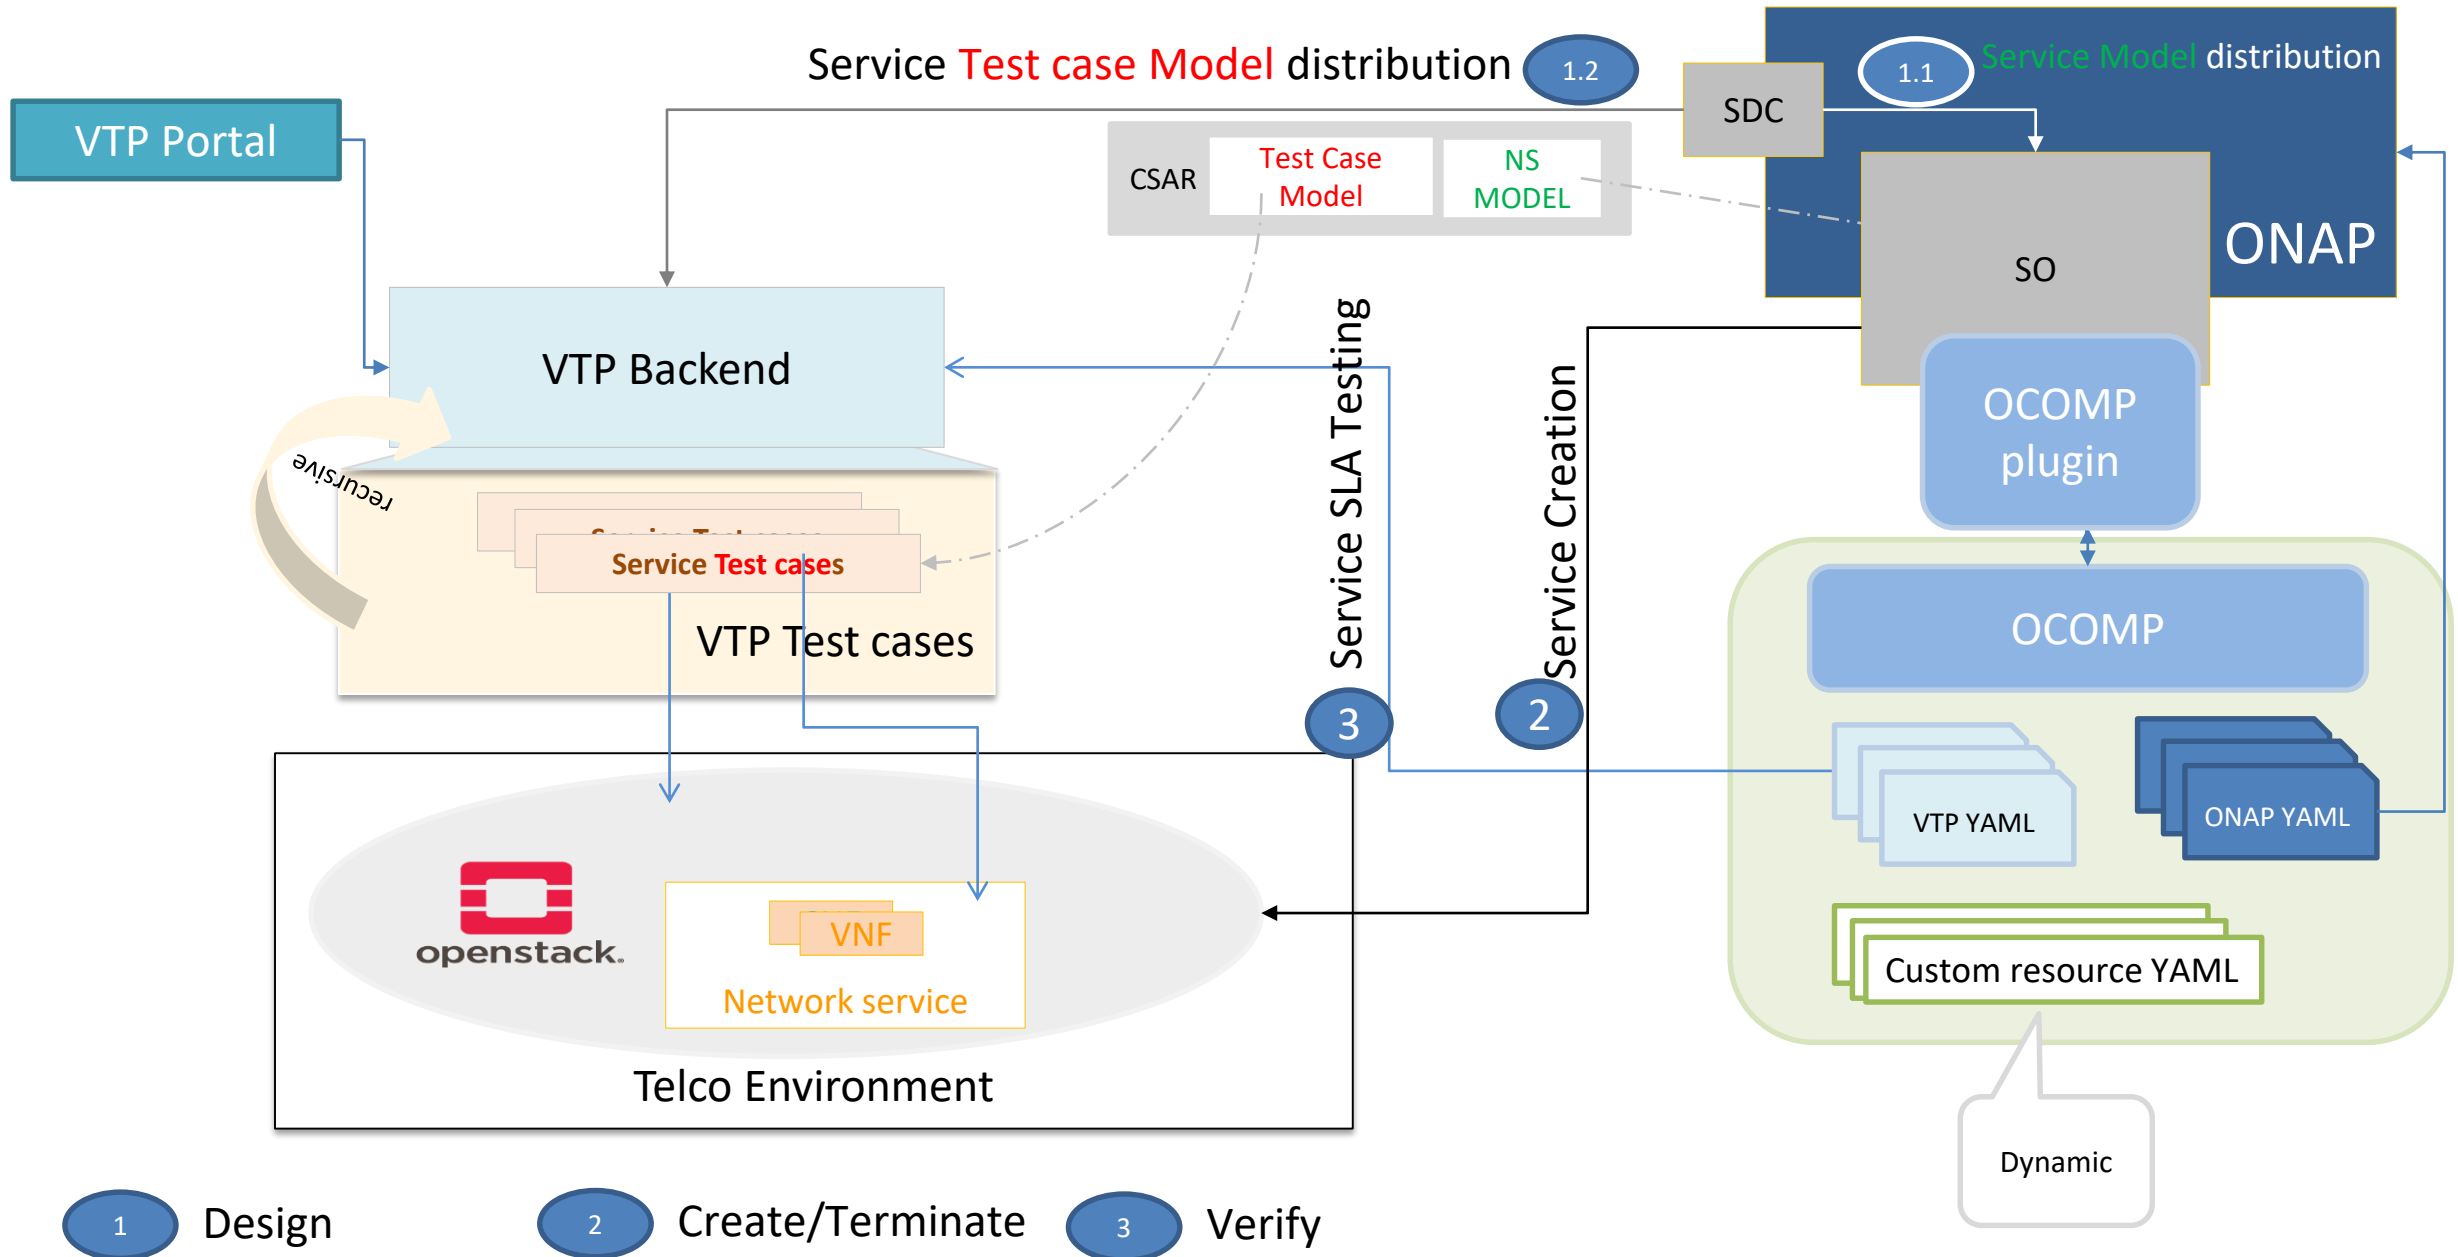 Service Test case Model distribution
1.2
1.1
Service Model distribution
SDC
VTP Portal
CSAR
Test Case
Model
NS
MODEL
ONAP
SO
VTP Backend
recursive
Service SLA Testing
Service Creation
OCOMP
plugin
Service Test cases
VTP Test cases
OCOMP
3
2
VTP YAML
ONAP YAML
openstack.
VNF
Network service
Custom resource YAML
Telco Environment
Dynamic
1 Design
2 Create/Terminate
3 Verify